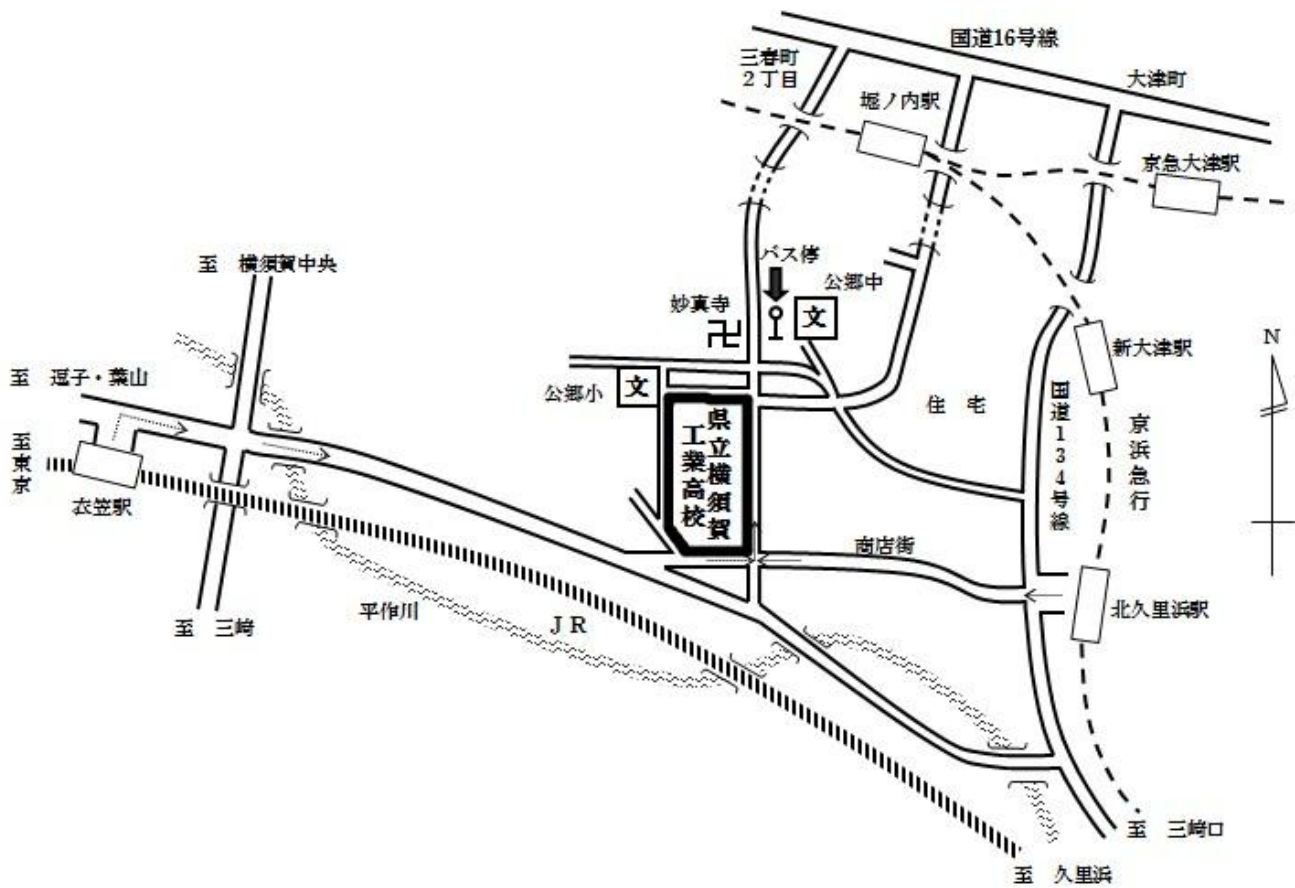 国道16号線
三春町
２丁目
大津町
堀ノ内駅
京急大津駅
バス停
至　横須賀中央
公郷中
妙真寺
文
N
新大津駅
至　逗子・葉山
公郷小
文
住　宅
県立横須賀
工業高校
国道134号線
京浜急行
至東京
衣笠駅
商店街
平作川
ＪＲ
至　三崎
北久里浜駅
至　三崎口
至　久里浜